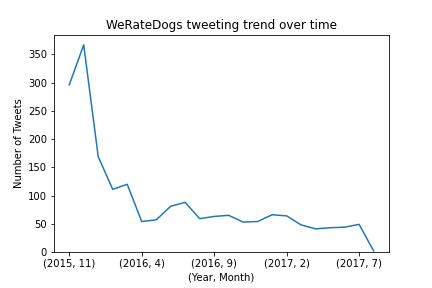 WeRateDogs tweeting trend over time
350
300
250
200
150
100
50
0
Number of Tweets
(2015, 11) (2016, 4) (2016, 9) (2017, 2) (2017, 7)
(Year, Month)